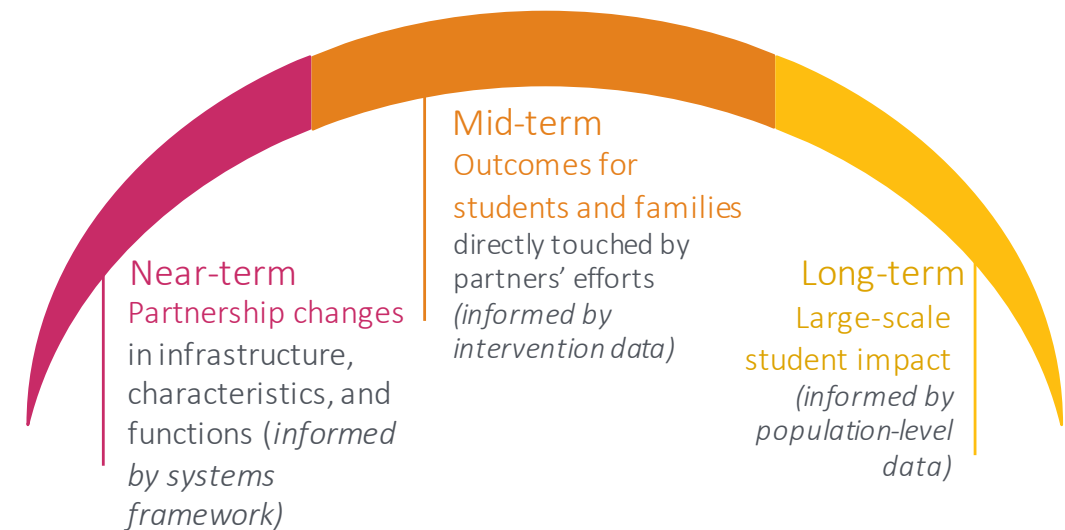 Near-term
Partnership changes
in infrastructure,
characteristics, and
functions (informed
by systems
framework)
Mid-term
Outcomes for
students and families
directly touched by
partners’ efforts
(informed by
intervention data)
Long-term
Large-scale
student impact
(informed by
population-level
data)